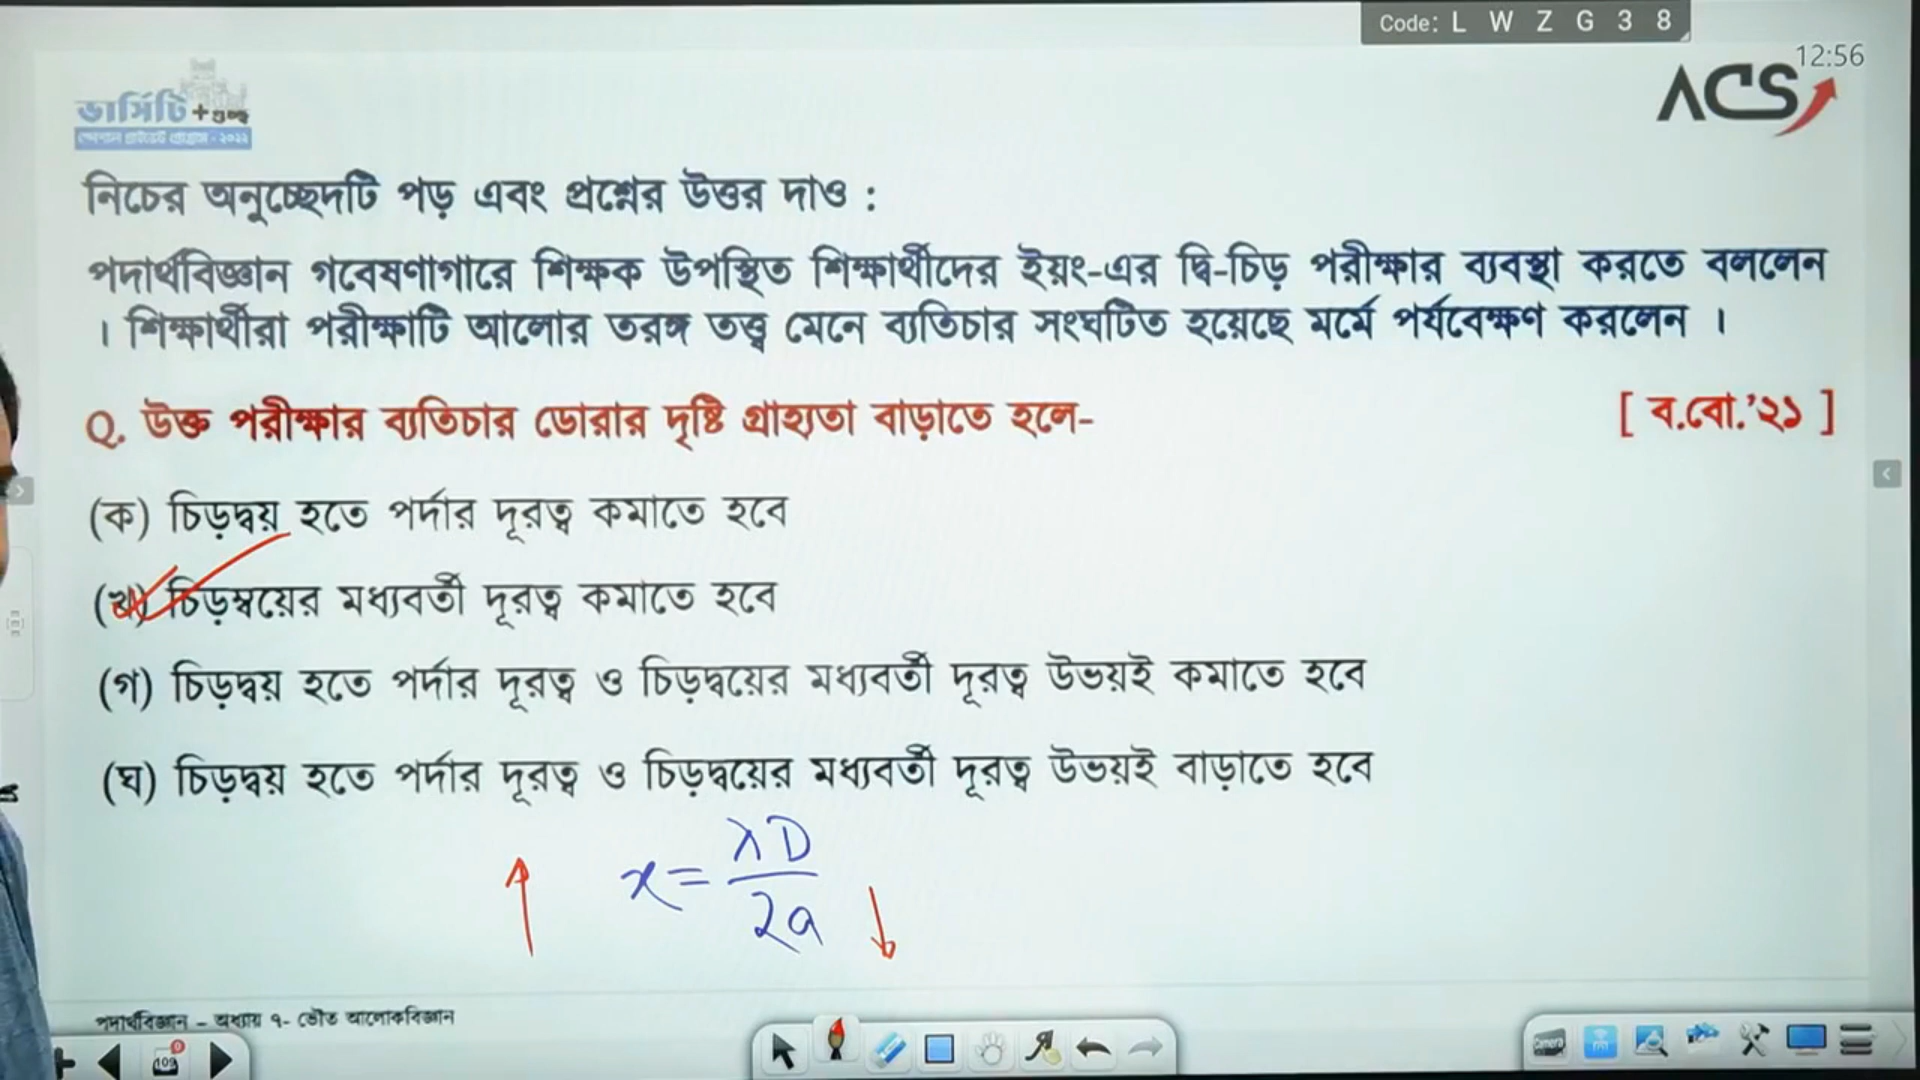 Code: L W Z G 3 8
12:56
ভার্সিটি +গুচ্ছ
স্পেশাল প্রাইভেট প্রোগ্রাম - ২০২২
ACS
নিচের অনুচ্ছেদটি পড় এবং প্রশ্নের উত্তর দাও :
পদার্থবিজ্ঞান গবেষণাগারে শিক্ষক উপস্থিত শিক্ষার্থীদের ইয়ং-এর দ্বি-চিড় পরীক্ষার ব্যবস্থা করতে বললেন
। শিক্ষার্থীরা পরীক্ষাটি আলোর তরঙ্গ তত্ত্ব মেনে ব্যতিচার সংঘটিত হয়েছে মর্মে পর্যবেক্ষণ করলেন ।
Q. উক্ত পরীক্ষার ব্যতিচার ডোরার দৃষ্টি গ্রাহ্যতা বাড়াতে হলে- [ ব.বো.'২১ ]
(ক) চিড়দ্বয় হতে পর্দার দূরত্ব কমাতে হবে
(খ) চিড়ম্বয়ের মধ্যবর্তী দূরত্ব কমাতে হবে
(গ) চিড়দ্বয় হতে পর্দার দূরত্ব ও চিড়দ্বয়ের মধ্যবর্তী দূরত্ব উভয়ই কমাতে হবে
(ঘ) চিড়দ্বয় হতে পর্দার দূরত্ব ও চিড়দ্বয়ের মধ্যবর্তী দূরত্ব উভয়ই বাড়াতে হবে
x = λD / 2a
পদার্থবিজ্ঞান – অধ্যায় ৭- ভৌত আলোকবিজ্ঞান
109
Camera